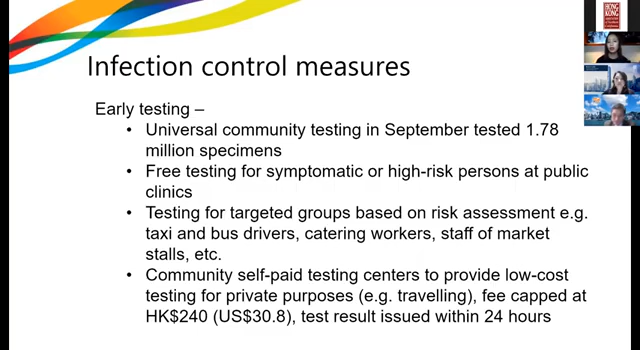 Infection control measures
Early testing –
• Universal community testing in September tested 1.78
million specimens
• Free testing for symptomatic or high-risk persons at public
clinics
• Testing for targeted groups based on risk assessment e.g.
taxi and bus drivers, catering workers, staff of market
stalls, etc.
• Community self-paid testing centers to provide low-cost
testing for private purposes (e.g. travelling), fee capped at
HK$240 (US$30.8), test result issued within 24 hours
HONG
KONG